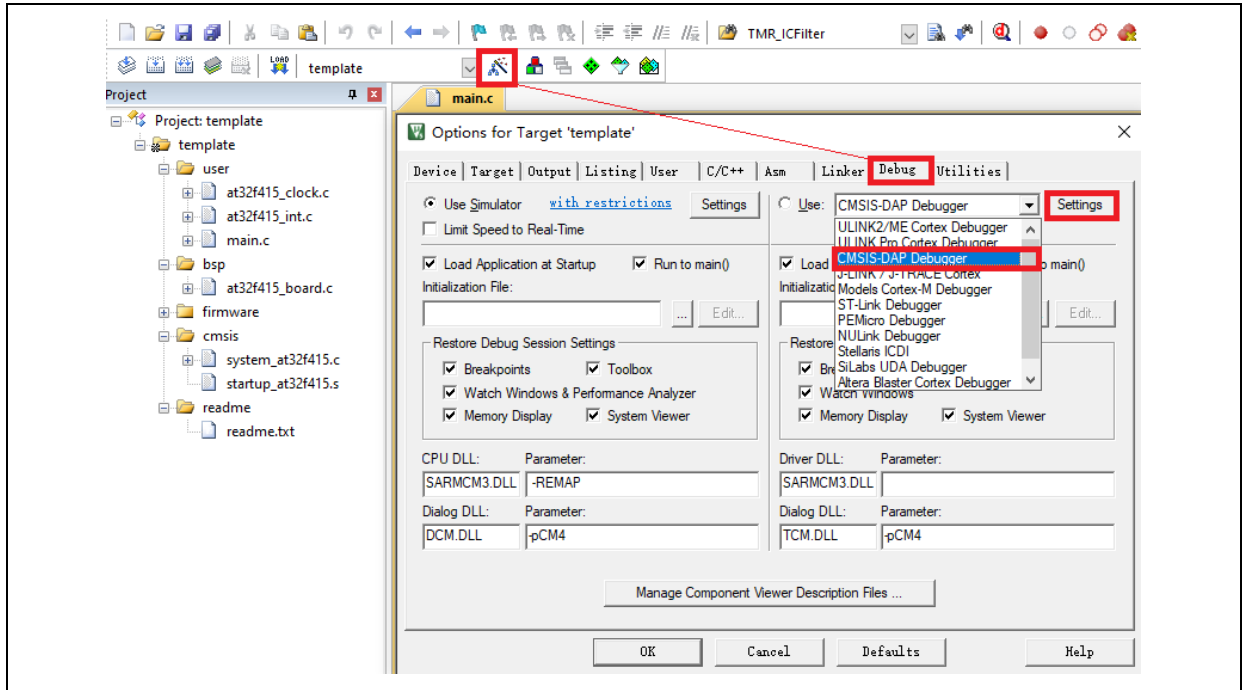 TMR_ICFilter
LOAD
template
Project
main.c
Project: template
template
user
at32f415_clock.c
at32f415_int.c
main.c
bsp
at32f415_board.c
firmware
cmsis
system_at32f415.c
startup_at32f415.s
readme
readme.txt
Options for Target 'template'
Device Target Output Listing User C/C++ Asm Linker Debug Utilities
Use Simulator with restrictions Settings
Use: CMSIS-DAP Debugger Settings
Limit Speed to Real-Time
ULINK2/ME Cortex Debugger
ULINK Pro Cortex Debugger
CMSIS-DAP Debugger
J-LINK / J-TRACE Cortex
Models Cortex-M Debugger
ST-Link Debugger
PEMicro Debugger
NULink Debugger
Stellaris ICDI
SiLabs UDA Debugger
Altera Blaster Cortex Debugger
Load Application at Startup Run to main()
Load o main()
Initialization File:
Initializatio
... Edit...
Edit...
Restore Debug Session Settings
Restore
Breakpoints Toolbox
Bre
Watch Windows & Performance Analyzer
Watch Windows
Memory Display System Viewer
Memory Display System Viewer
CPU DLL: Parameter:
Driver DLL: Parameter:
SARMCM3.DLL -REMAP
SARMCM3.DLL
Dialog DLL: Parameter:
Dialog DLL: Parameter:
DCM.DLL -pCM4
TCM.DLL -pCM4
Manage Component Viewer Description Files ...
OK Cancel Defaults Help